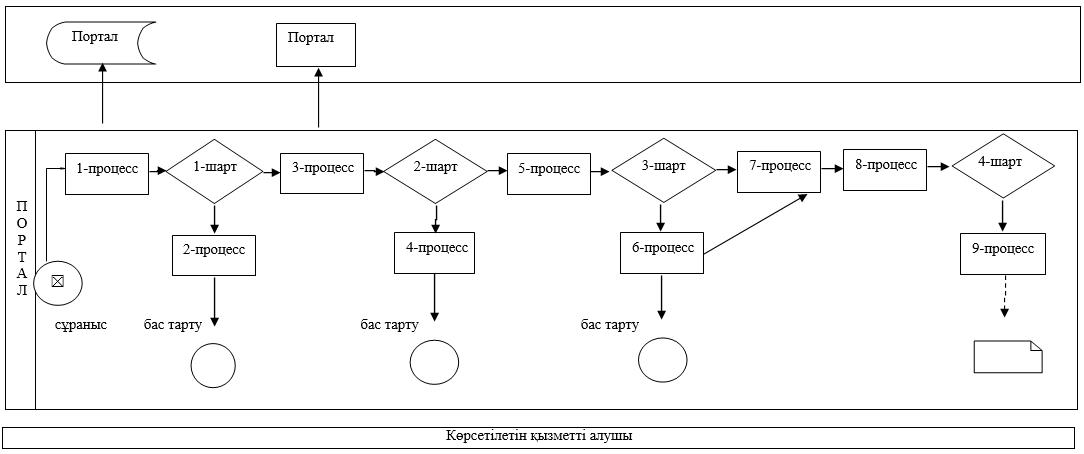 Портал
Портал
ПОРТАЛ
1-процесс
1-шарт
3-процесс
2-шарт
5-процесс
3-шарт
7-процесс
8-процесс
4-шарт
2-процесс
4-процесс
6-процесс
9-процесс
сұраныс
бас тарту
бас тарту
бас тарту
Көрсетілетін қызметті алушы